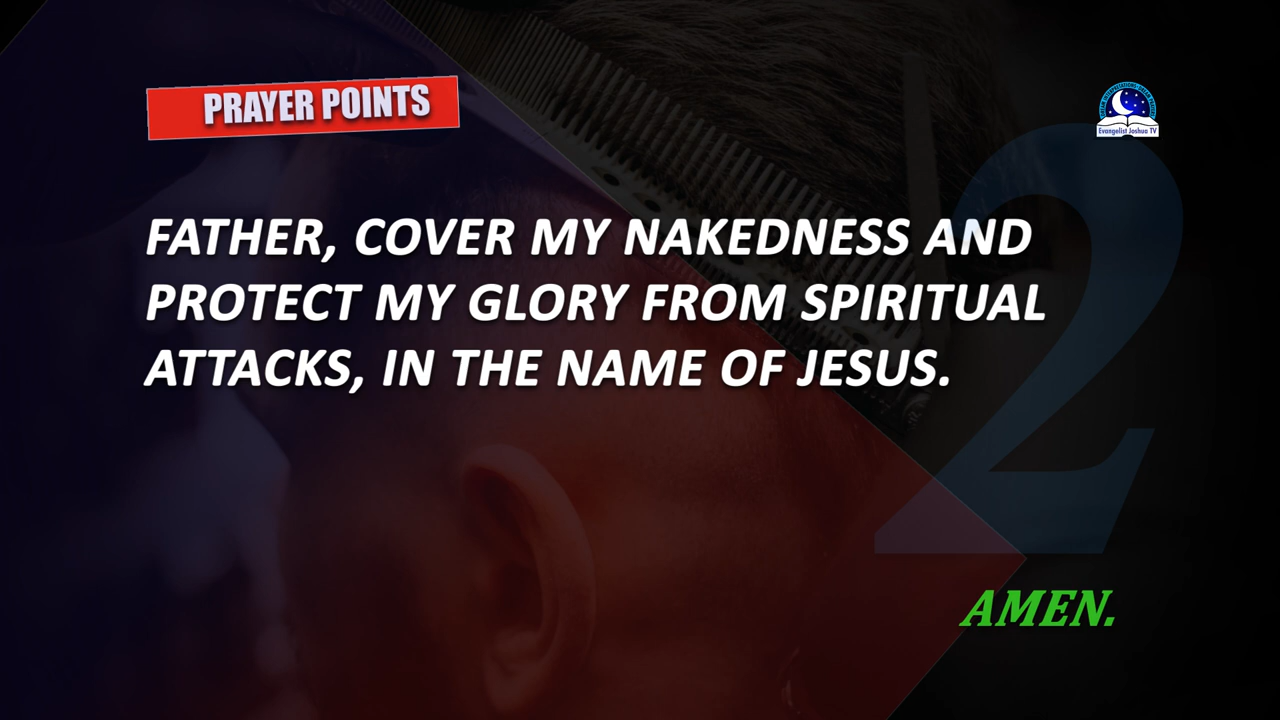 PRAYER POINTS
Evangelist Joshua TV
FATHER, COVER MY NAKEDNESS AND
PROTECT MY GLORY FROM SPIRITUAL
ATTACKS, IN THE NAME OF JESUS.
2
AMEN.